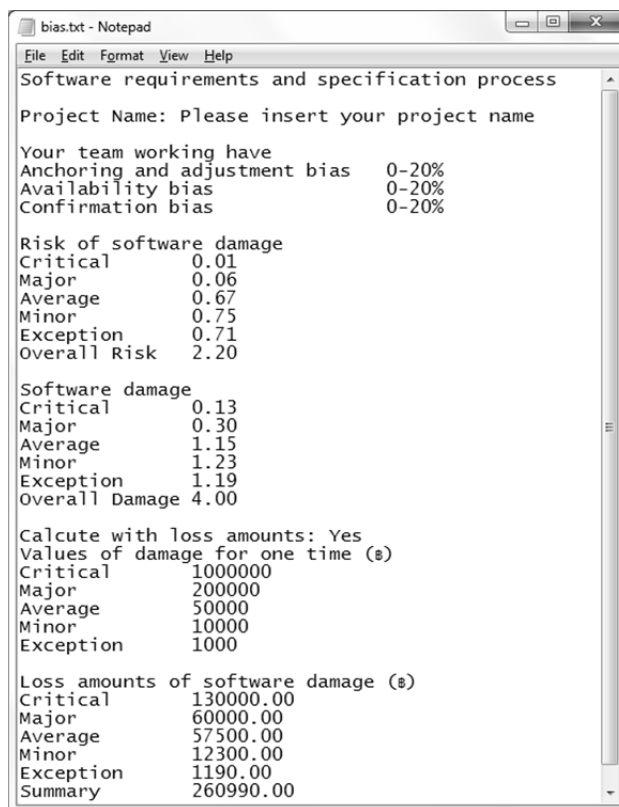 bias.txt - Notepad
File Edit Format View Help
Software requirements and specification process
Project Name: Please insert your project name
Your team working have
Anchoring and adjustment bias 0-20%
Availability bias 0-20%
Confirmation bias 0-20%
Risk of software damage
Critical 0.01
Major 0.06
Average 0.67
Minor 0.75
Exception 0.71
Overall Risk 2.20
Software damage
Critical 0.13
Major 0.30
Average 1.15
Minor 1.23
Exception 1.19
Overall Damage 4.00
Calcute with loss amounts: Yes
Values of damage for one time (฿)
Critical 1000000
Major 200000
Average 50000
Minor 10000
Exception 1000
Loss amounts of software damage (฿)
Critical 130000.00
Major 60000.00
Average 57500.00
Minor 12300.00
Exception 1190.00
Summary 260990.00